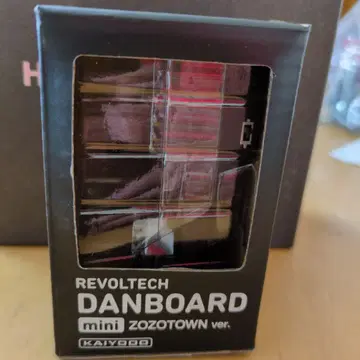 H
REVOLTECH
DANBOARD
mini ZOZOTOWN ver.
KAIYODO